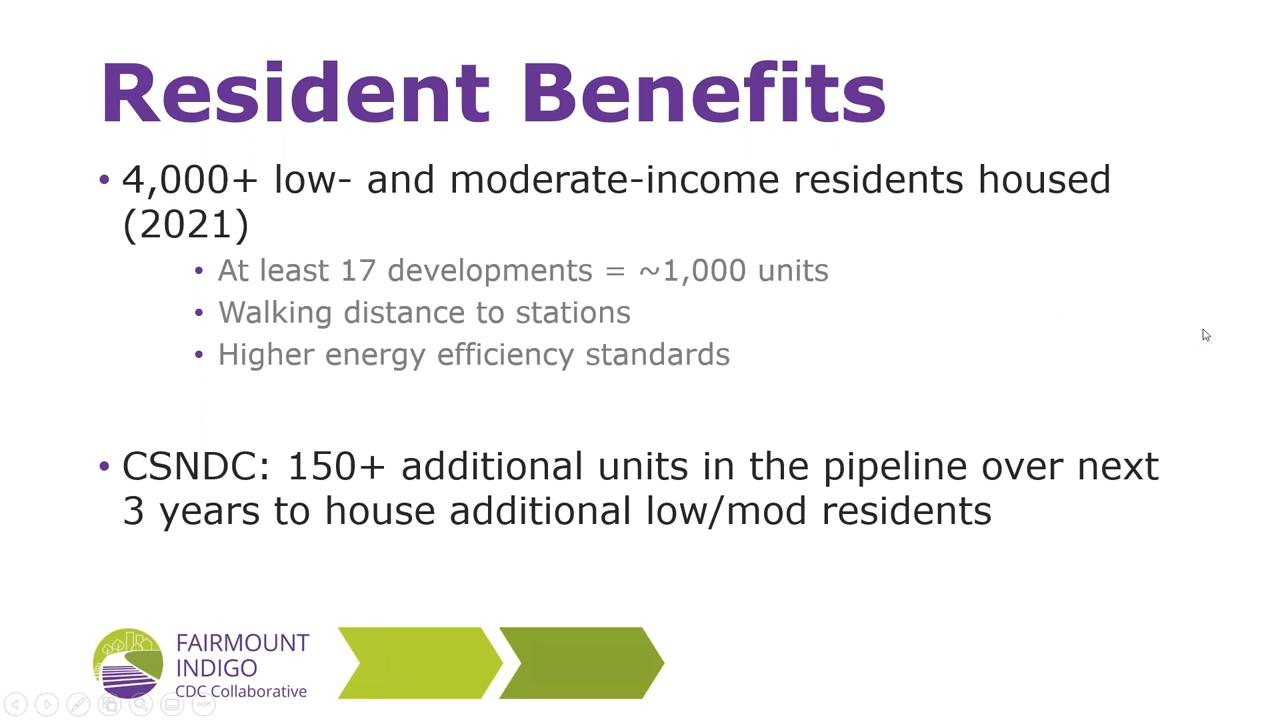 Resident Benefits
• 4,000+ low- and moderate-income residents housed
(2021)
• At least 17 developments = ~1,000 units
• Walking distance to stations
• Higher energy efficiency standards
• CSNDC: 150+ additional units in the pipeline over next
3 years to house additional low/mod residents
FAIRMOUNT
INDIGO
CDC Collaborative